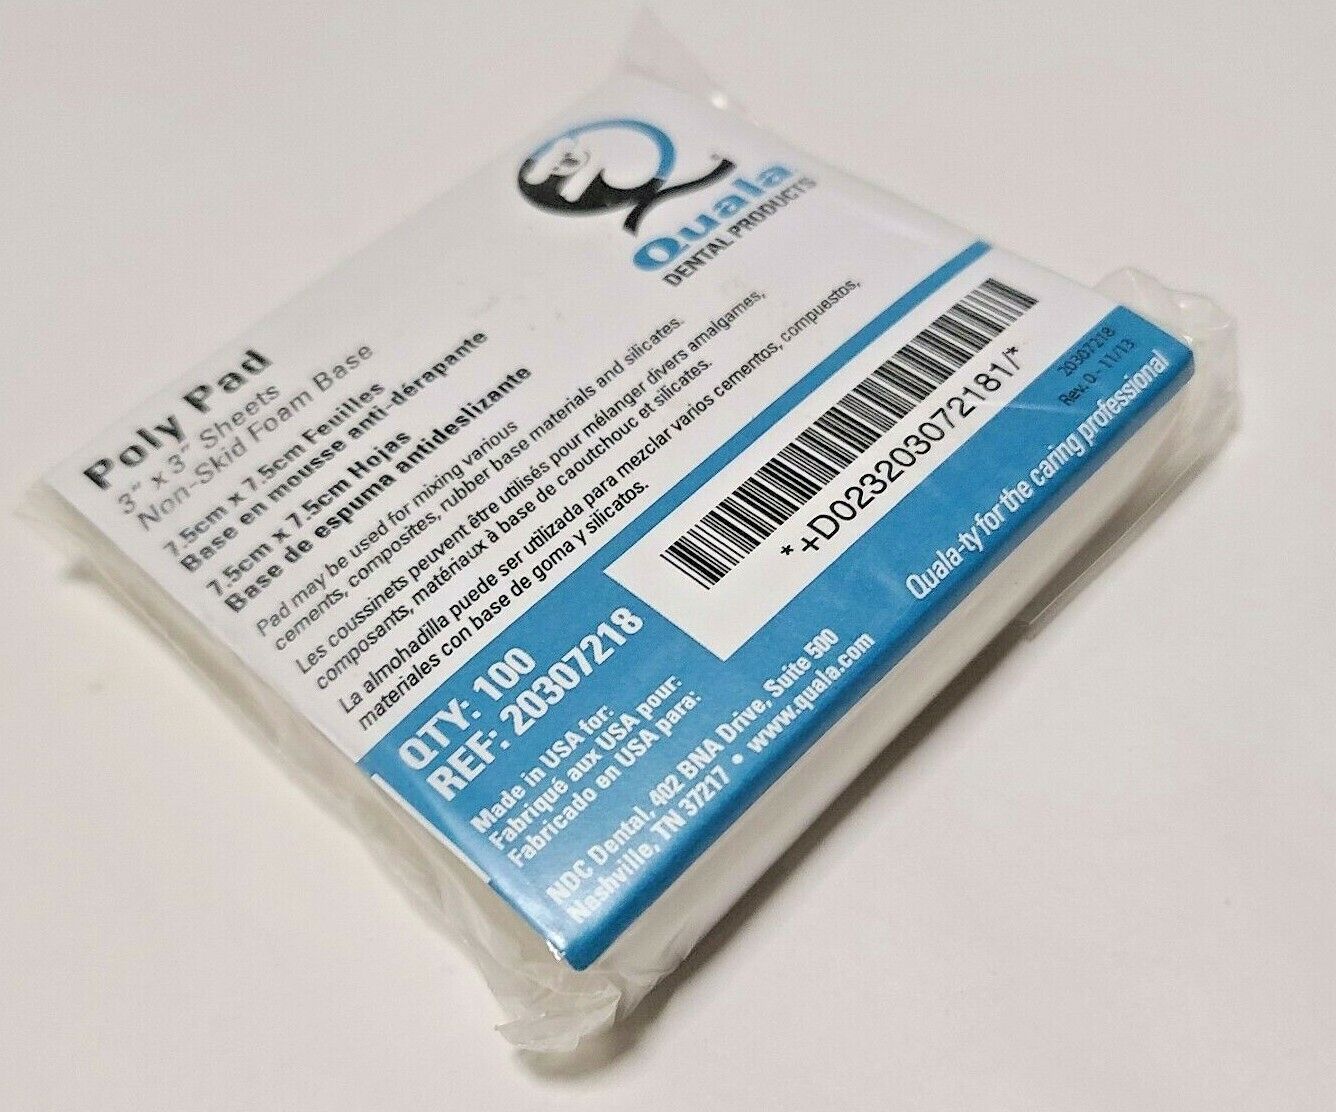 Quala
DENTAL PRODUCTS
Poly Pad
3" x 3" Sheets
Non-Skid Foam Base
7.5cm x 7.5cm Feuilles
Base en mousse anti-dérapante
7.5cm x 7.5cm Hojas
Base de espuma antideslizante
Pad may be used for mixing various
cements, composites, rubber base materials and silicates.
Les coussinets peuvent être utilisés pour mélanger divers amalgames,
composants, matériaux à base de caoutchouc et silicates.
La almohadilla puede ser utilizada para mezclar varios cementos, compuestos,
materiales con base de goma y silicatos.
*+D023203072181/*
20307218
Rev. 0 - 11/13
QTY: 100
REF: 20307218
Made in USA for:
Fabriqué aux USA pour:
Fabricado en USA para:
NDC Dental, 402 BNA Drive, Suite 500
Nashville, TN 37217 • www.quala.com
Quala-ty for the caring professional